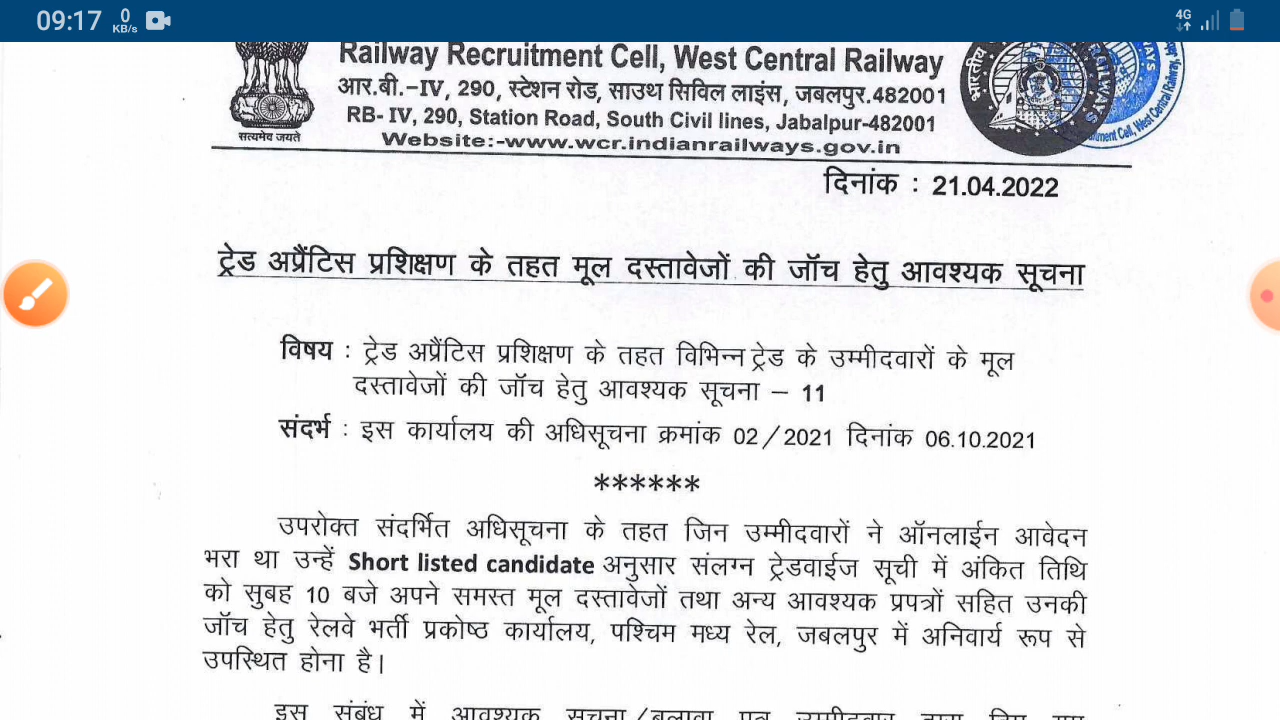 09:17 0 KB/s 4G
Railway Recruitment Cell, West Central Railway
आर.बी.–IV, 290, स्टेशन रोड, साउथ सिविल लाइंस, जबलपुर.482001
RB- IV, 290, Station Road, South Civil lines, Jabalpur-482001
सत्यमेव जयते
Website:-www.wcr.indianrailways.gov.in
दिनांक : 21.04.2022
ट्रेड अप्रैंटिस प्रशिक्षण के तहत मूल दस्तावेजों की जॉच हेतु आवश्यक सूचना
विषय : ट्रेड अप्रैंटिस प्रशिक्षण के तहत विभिन्न ट्रेड के उम्मीदवारों के मूल
दस्तावेजों की जॉच हेतु आवश्यक सूचना – 11
संदर्भ : इस कार्यालय की अधिसूचना क्रमांक 02/2021 दिनांक 06.10.2021
******
उपरोक्त संदर्भित अधिसूचना के तहत जिन उम्मीदवारों ने ऑनलाईन आवेदन
भरा था उन्हें Short listed candidate अनुसार संलग्न ट्रेडवाईज सूची में अंकित तिथि
को सुबह 10 बजे अपने समस्त मूल दस्तावेजों तथा अन्य आवश्यक प्रपत्रों सहित उनकी
जॉच हेतु रेलवे भर्ती प्रकोष्ठ कार्यालय, पश्चिम मध्य रेल, जबलपुर में अनिवार्य रूप से
उपस्थित होना है।
इस संबंध में आवश्यक सूचना/बुलावा पत्र उम्मीदवार द्वारा दिए गए